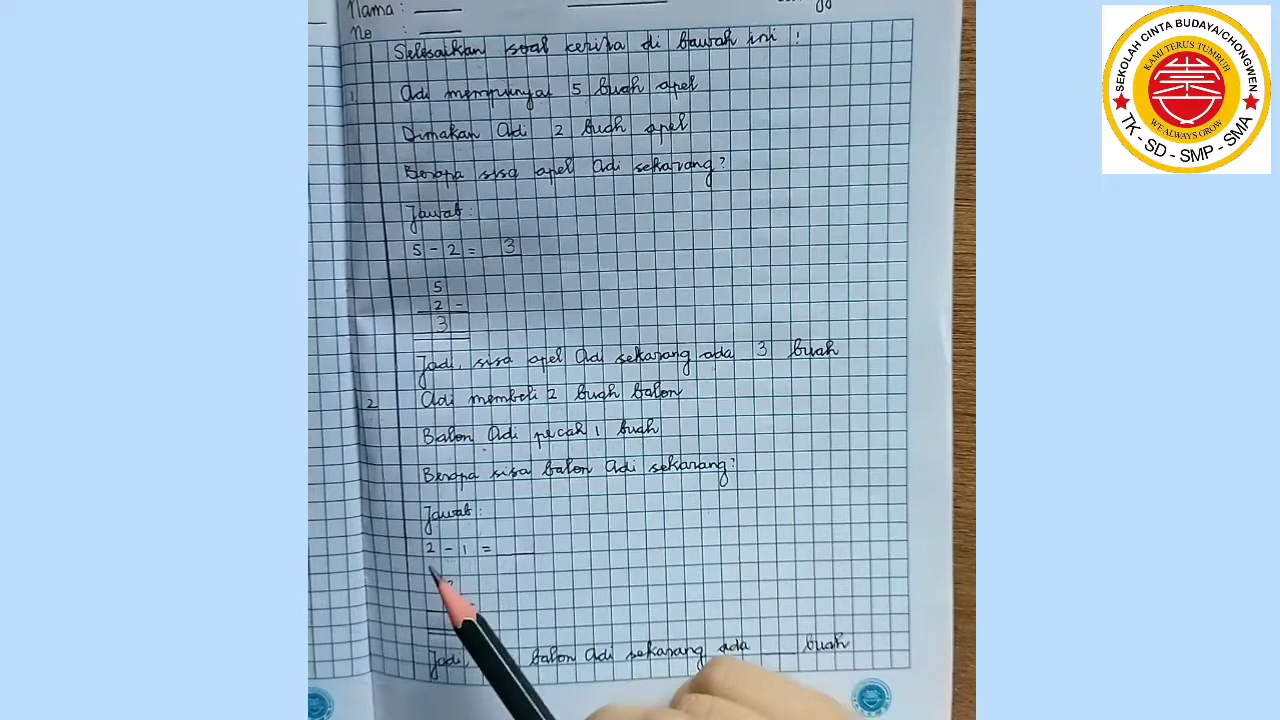 Nama :
No :
Selesaikan soal cerita di bawah ini !
1. Adi mempunyai 5 buah apel
Dimakan Adi 2 buah apel
Berapa sisa apel Adi sekarang?
Jawab :
5 - 2 = 3
5
2 -
3
Jadi, sisa apel Adi sekarang ada 3 buah
2 Adi membeli 2 buah balon
Balon Adi pecah 1 buah
Berapa sisa balon Adi sekarang?
Jawab :
2 - 1 =
Jadi, balon Adi sekarang ada buah
SEKOLAH CINTA BUDAYA/CHONGWEN
KAMI TERUS TUMBUH
WE ALWAYS GROW
TK - SD - SMP - SMA